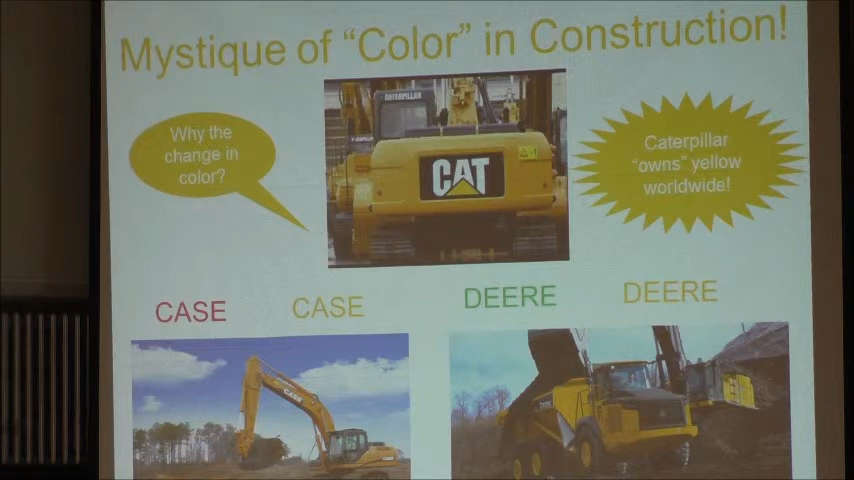 Mystique of “Color” in Construction!
Why the
change in
color?
CATERPILLAR
CAT
Caterpillar
“owns” yellow
worldwide!
CASE
CASE
DEERE
DEERE
CASE